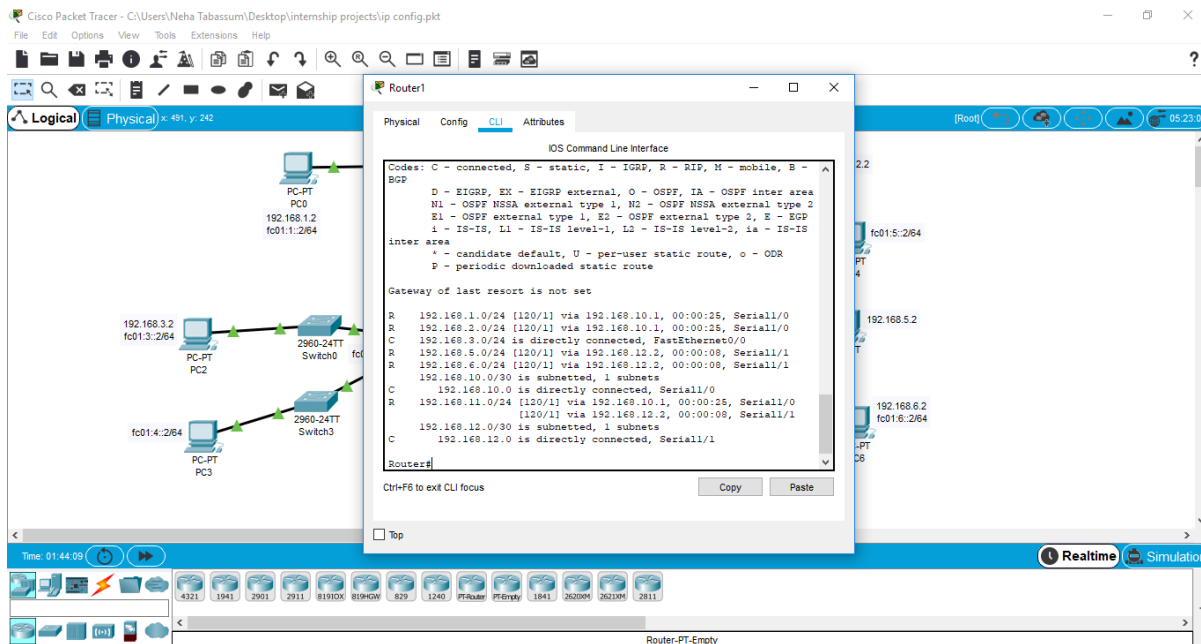 Cisco Packet Tracer - C:\Users\Neha Tabassum\Desktop\internship projects\ip config.pkt
File Edit Options View Tools Extensions Help
?
Logical
Physical
x: 491, y: 242
[Root]
05:23:0
Router1
Physical Config CLI Attributes
IOS Command Line Interface
Codes: C - connected, S - static, I - IGRP, R - RIP, M - mobile, B -
BGP
D - EIGRP, EX - EIGRP external, O - OSPF, IA - OSPF inter area
N1 - OSPF NSSA external type 1, N2 - OSPF NSSA external type 2
E1 - OSPF external type 1, E2 - OSPF external type 2, E - EGP
i - IS-IS, L1 - IS-IS level-1, L2 - IS-IS level-2, ia - IS-IS
inter area
* - candidate default, U - per-user static route, o - ODR
P - periodic downloaded static route
Gateway of last resort is not set
R 192.168.1.0/24 [120/1] via 192.168.10.1, 00:00:25, Serial1/0
R 192.168.2.0/24 [120/1] via 192.168.10.1, 00:00:25, Serial1/0
C 192.168.3.0/24 is directly connected, FastEthernet0/0
R 192.168.5.0/24 [120/1] via 192.168.12.2, 00:00:08, Serial1/1
R 192.168.6.0/24 [120/1] via 192.168.12.2, 00:00:08, Serial1/1
192.168.10.0/30 is subnetted, 1 subnets
C 192.168.10.0 is directly connected, Serial1/0
R 192.168.11.0/24 [120/1] via 192.168.10.1, 00:00:25, Serial1/0
[120/1] via 192.168.12.2, 00:00:08, Serial1/1
192.168.12.0/30 is subnetted, 1 subnets
C 192.168.12.0 is directly connected, Serial1/1
Router#
Ctrl+F6 to exit CLI focus
Copy
Paste
Top
PC-PT
PC0
192.168.1.2
fc01:1::2/64
192.168.3.2
fc01:3::2/64
PC-PT
PC2
2960-24TT
Switch0
fc0
2960-24TT
Switch3
fc01:4::2/64
PC-PT
PC3
2.2
fc01:5::2/64
PT
4
192.168.5.2
T
192.168.6.2
fc01:6::2/64
-PT
C6
Time: 01:44:09
Realtime
Simulatio
4321 1941 2901 2911 819IOX 819HGW 829 1240 PT-Router PT-Empty 1841 2620XM 2621XM 2811
Router-PT-Empty